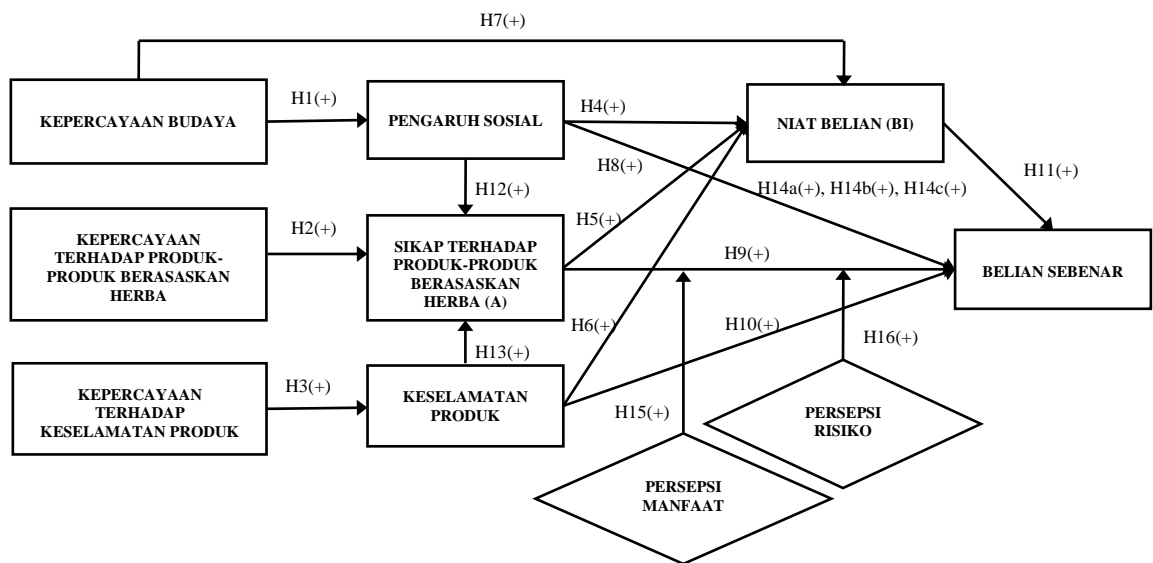 H7(+)
KEPERCAYAAN BUDAYA
H1(+)
PENGARUH SOSIAL
H4(+)
NIAT BELIAN (BI)
H8(+)
H11(+)
H14a(+), H14b(+), H14c(+)
H12(+)
KEPERCAYAAN
TERHADAP PRODUK-
PRODUK BERASASKAN
HERBA
H2(+)
SIKAP TERHADAP
PRODUK-PRODUK
BERASASKAN
HERBA (A)
H5(+)
H9(+)
BELIAN SEBENAR
H6(+)
H10(+)
H13(+)
H16(+)
KEPERCAYAAN
TERHADAP
KESELAMATAN PRODUK
H3(+)
KESELAMATAN
PRODUK
H15(+)
PERSEPSI
RISIKO
PERSEPSI
MANFAAT